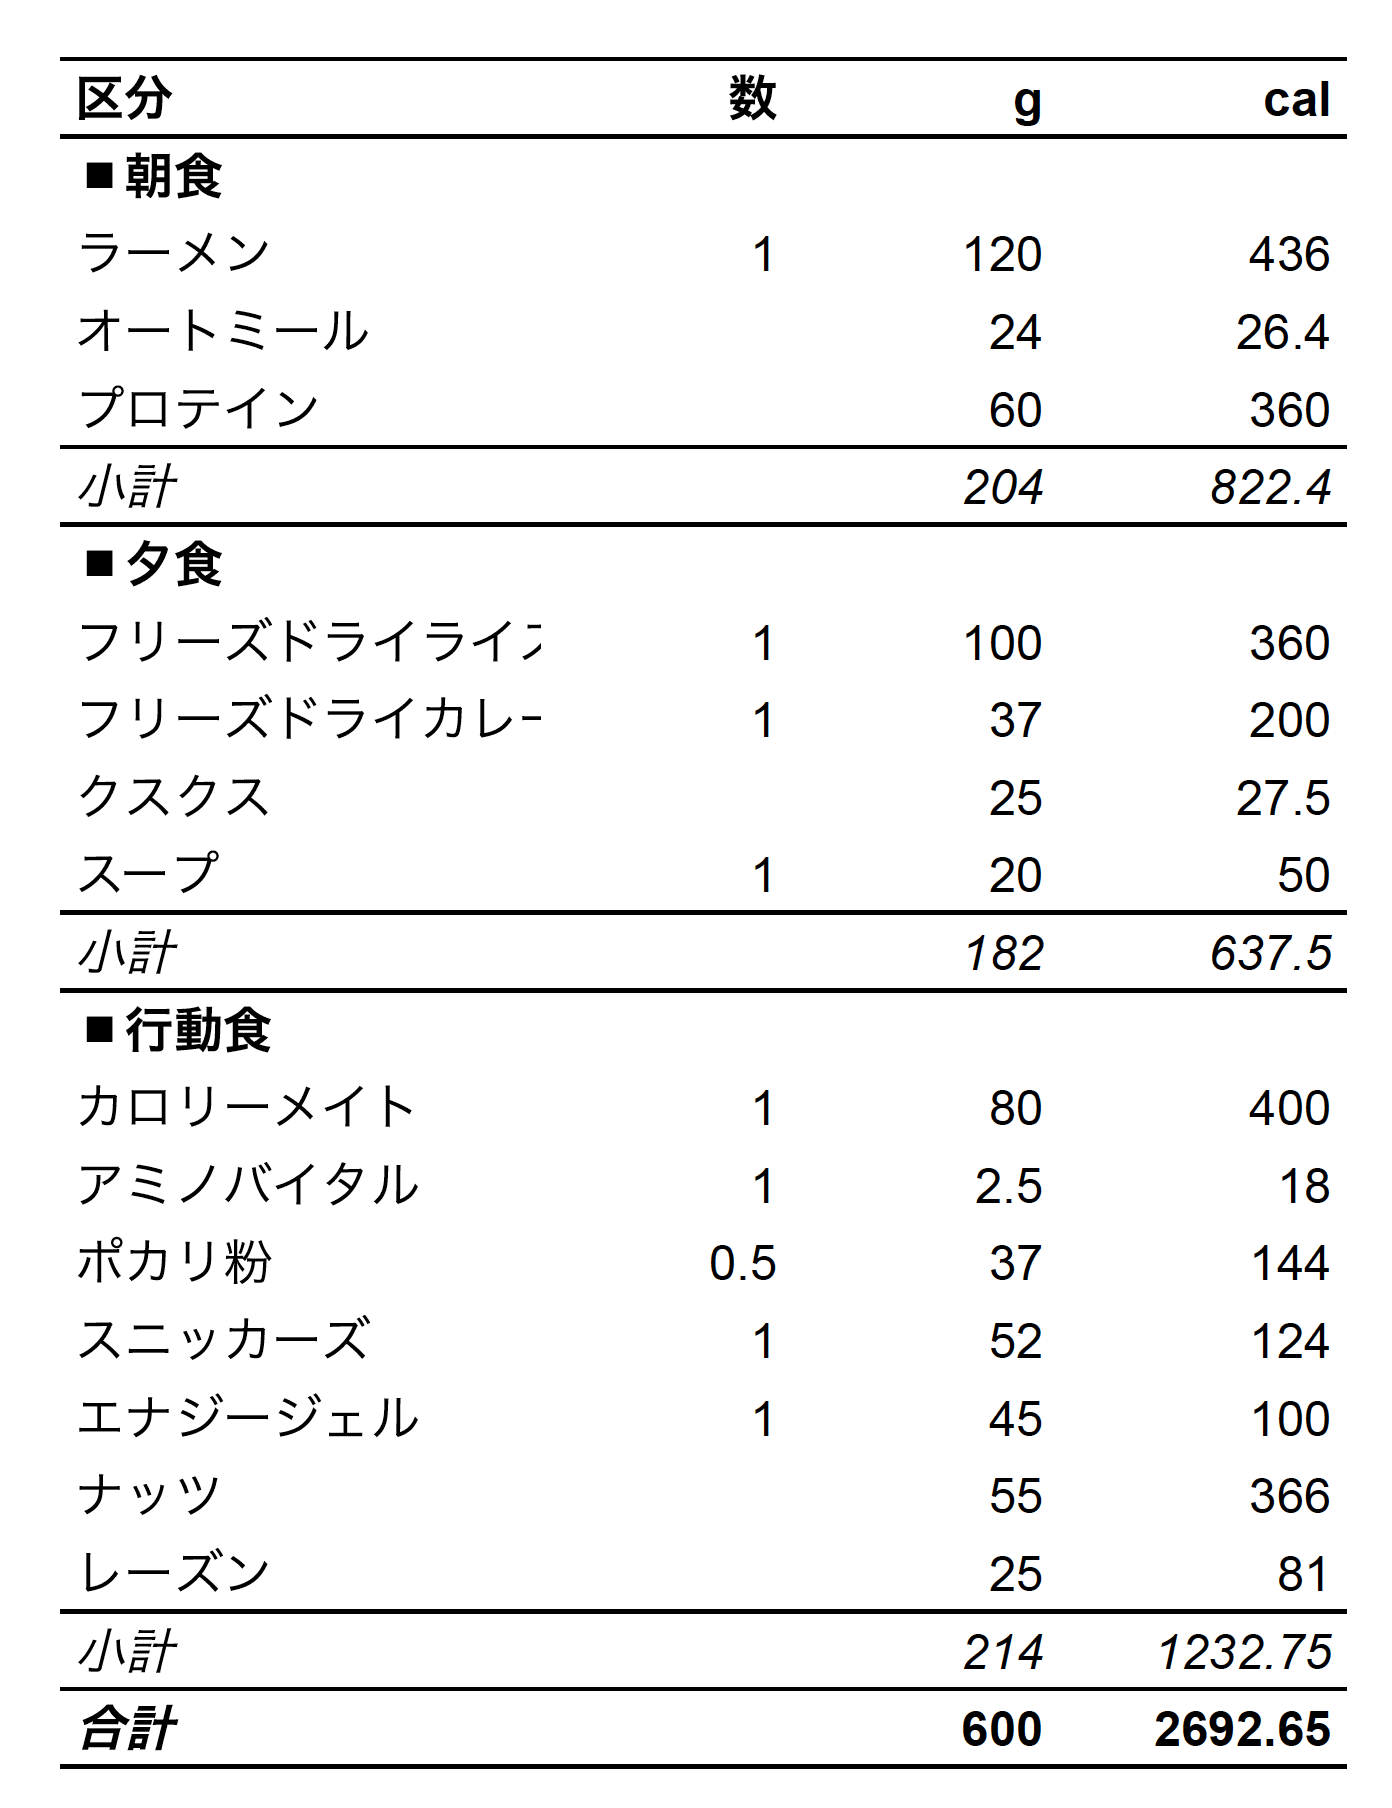 区分 数 g cal
■ 朝食
ラーメン 1 120 436
オートミール 24 26.4
プロテイン 60 360
小計 204 822.4
■ 夕食
フリーズドライライス 1 100 360
フリーズドライカレー 1 37 200
クスクス 25 27.5
スープ 1 20 50
小計 182 637.5
■ 行動食
カロリーメイト 1 80 400
アミノバイタル 1 2.5 18
ポカリ粉 0.5 37 144
スニッカーズ 1 52 124
エナジージェル 1 45 100
ナッツ 55 366
レーズン 25 81
小計 214 1232.75
合計 600 2692.65